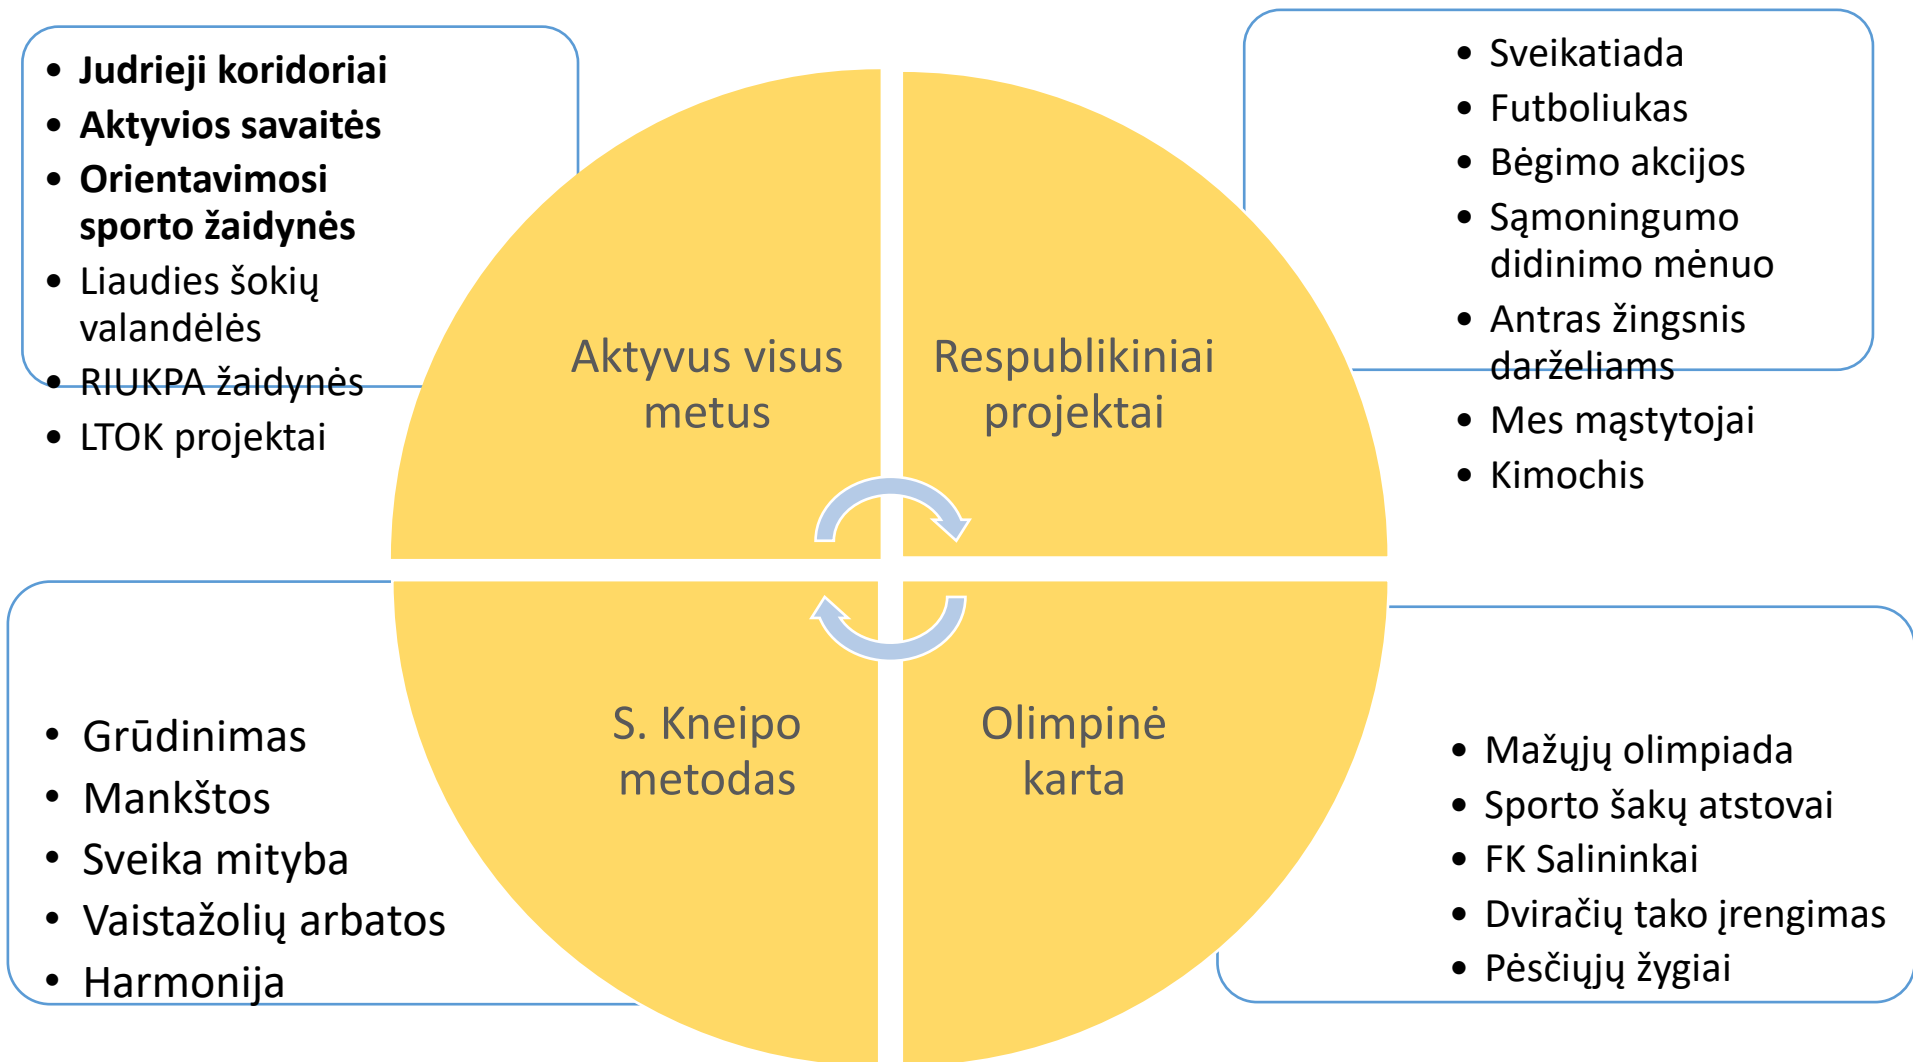 • Judrieji koridoriai
• Aktyvios savaitės
• Orientavimosi
sporto žaidynės
• Liaudies šokių
valandėlės
• RIUKPA žaidynės
• LTOK projektai
Aktyvus visus
metus
Respublikiniai
projektai
• Sveikatiada
• Futboliukas
• Bėgimo akcijos
• Sąmoningumo
didinimo mėnuo
• Antras žingsnis
darželiams
• Mes mąstytojai
• Kimochis
• Grūdinimas
• Mankštos
• Sveika mityba
• Vaistažolių arbatos
• Harmonija
S. Kneipo
metodas
Olimpinė
karta
• Mažųjų olimpiada
• Sporto šakų atstovai
• FK Salininkai
• Dviračių tako įrengimas
• Pėsčiųjų žygiai